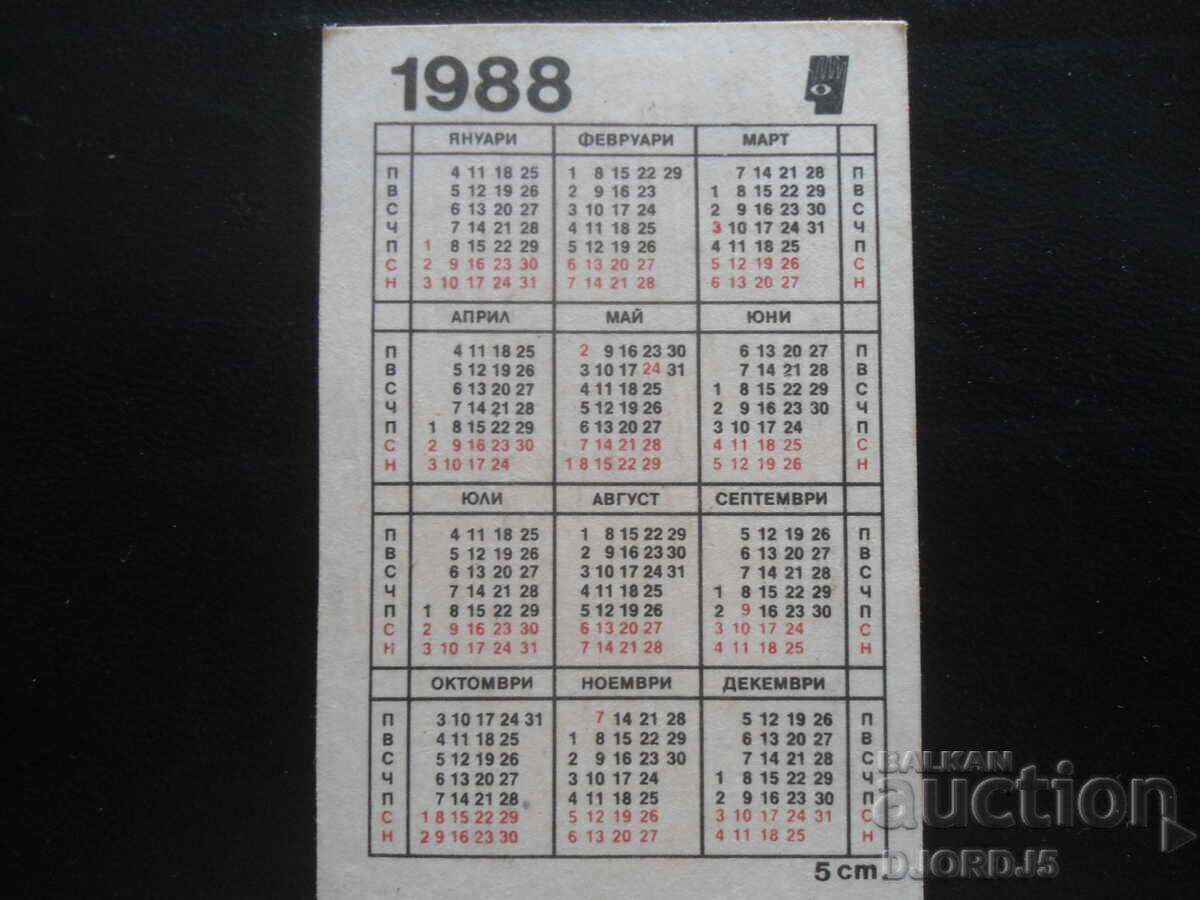 1988
ЯНУАРИ ФЕВРУАРИ МАРТ
П 4 11 18 25 1 8 15 22 29 7 14 21 28 П
В 5 12 19 26 2 9 16 23 1 8 15 22 29 В
С 6 13 20 27 3 10 17 24 2 9 16 23 30 С
Ч 7 14 21 28 4 11 18 25 3 10 17 24 31 Ч
П 1 8 15 22 29 5 12 19 26 4 11 18 25 П
С 2 9 16 23 30 6 13 20 27 5 12 19 26 С
Н 3 10 17 24 31 7 14 21 28 6 13 20 27 Н
АПРИЛ МАЙ ЮНИ
П 4 11 18 25 2 9 16 23 30 6 13 20 27 П
В 5 12 19 26 3 10 17 24 31 7 14 21 28 В
С 6 13 20 27 4 11 18 25 1 8 15 22 29 С
Ч 7 14 21 28 5 12 19 26 2 9 16 23 30 Ч
П 1 8 15 22 29 6 13 20 27 3 10 17 24 П
С 2 9 16 23 30 7 14 21 28 4 11 18 25 С
Н 3 10 17 24 1 8 15 22 29 5 12 19 26 Н
ЮЛИ АВГУСТ СЕПТЕМВРИ
П 4 11 18 25 1 8 15 22 29 5 12 19 26 П
В 5 12 19 26 2 9 16 23 30 6 13 20 27 В
С 6 13 20 27 3 10 17 24 31 7 14 21 28 С
Ч 7 14 21 28 4 11 18 25 1 8 15 22 29 Ч
П 1 8 15 22 29 5 12 19 26 2 9 16 23 30 П
С 2 9 16 23 30 6 13 20 27 3 10 17 24 С
Н 3 10 17 24 31 7 14 21 28 4 11 18 25 Н
ОКТОМВРИ НОЕМВРИ ДЕКЕМВРИ
П 3 10 17 24 31 7 14 21 28 5 12 19 26 П
В 4 11 18 25 1 8 15 22 29 6 13 20 27 В
С 5 12 19 26 2 9 16 23 30 7 14 21 28 С
Ч 6 13 20 27 3 10 17 24 1 8 15 22 29 Ч
П 7 14 21 28 4 11 18 25 2 9 16 23 30 П
С 1 8 15 22 29 5 12 19 26 3 10 17 24 31 С
Н 2 9 16 23 30 6 13 20 27 4 11 18 25 Н
5 cm.
BALKAN
auction
DJORDJ5